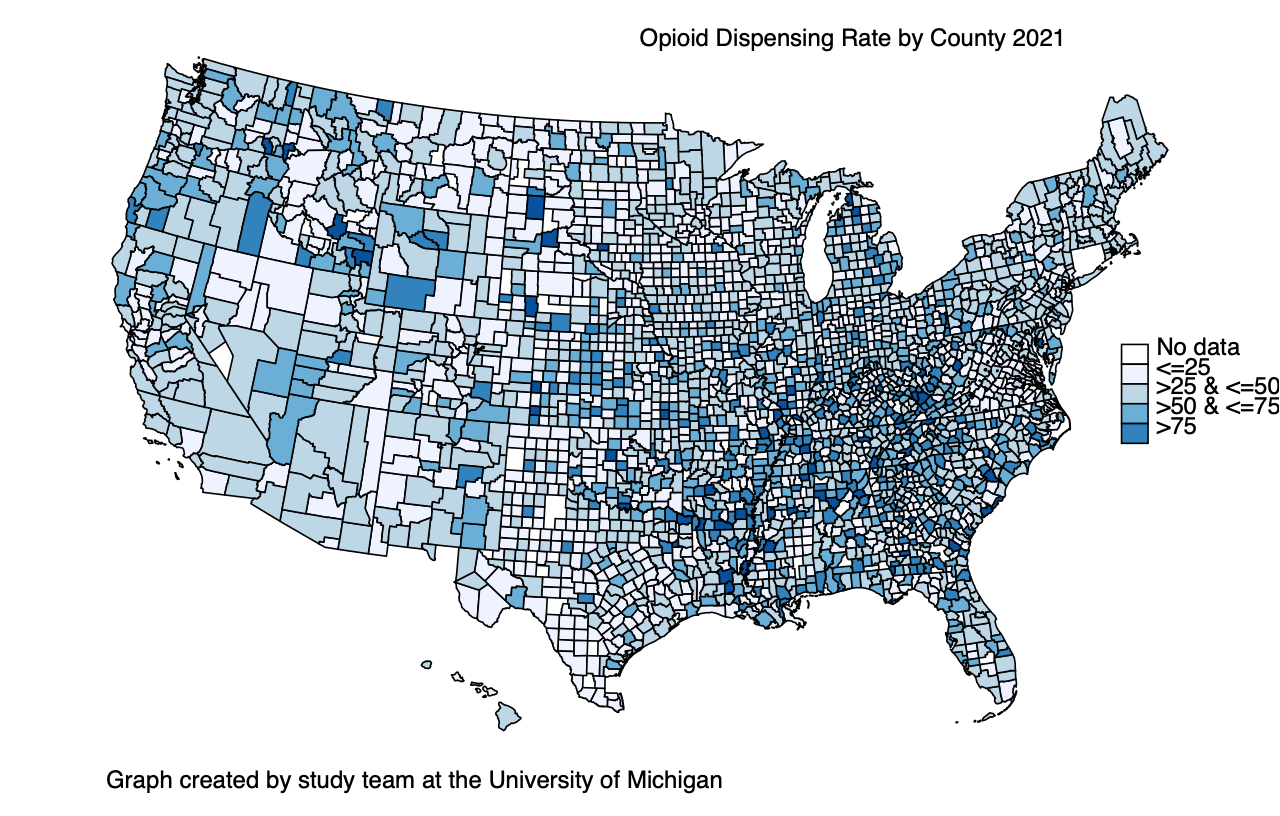 Opioid Dispensing Rate by County 2021
No data
<=25
>25 & <=50
>50 & <=75
>75
Graph created by study team at the University of Michigan